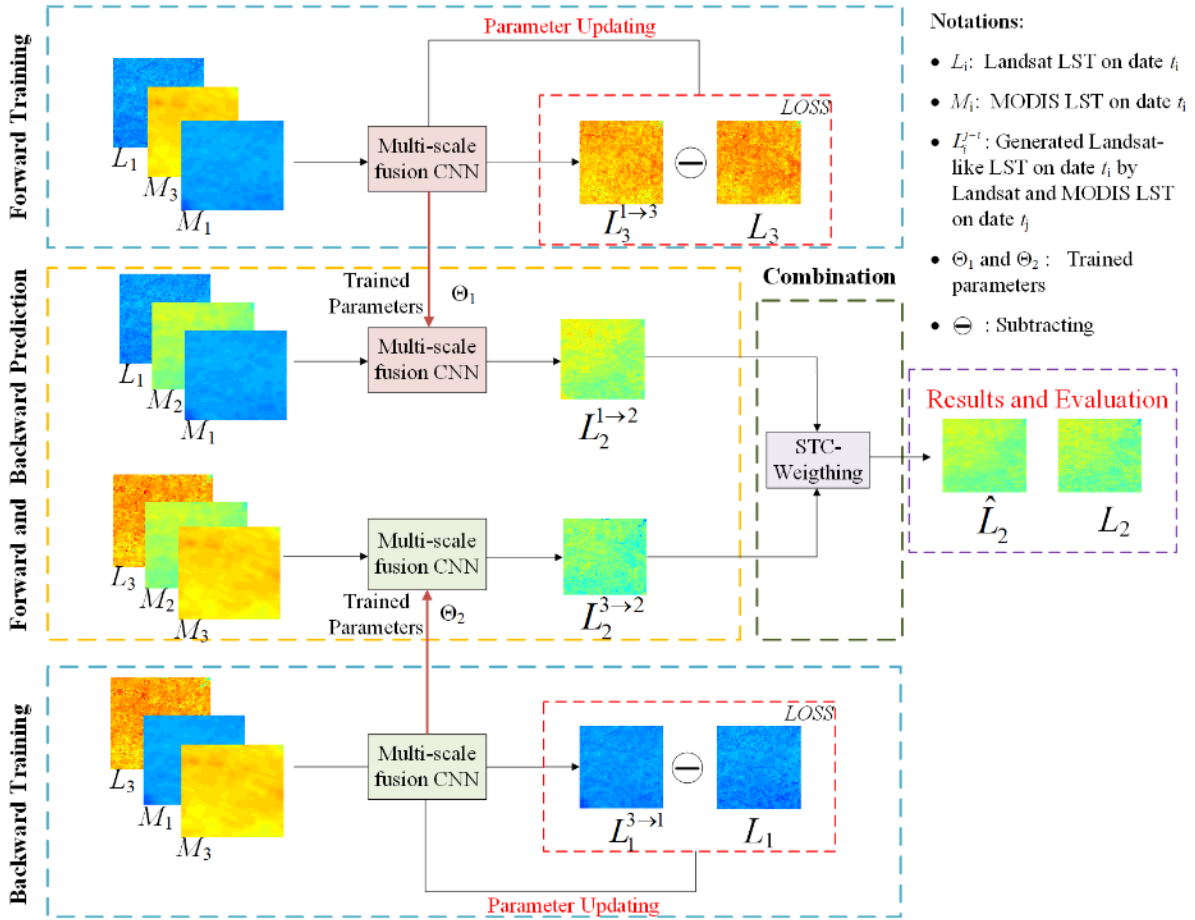 Forward Training
Parameter Updating
L₁
M₃
M₁
Multi-scale
fusion CNN
LOSS
L₃^{1→3}
L₃
Forward and Backward Prediction
Trained
Parameters
Θ₁
L₁
M₂
M₁
Multi-scale
fusion CNN
L₂^{1→2}
L₃
M₂
M₃
Multi-scale
fusion CNN
L₂^{3→2}
Trained
Parameters
Θ₂
Combination
STC-
Weigthing
Results and Evaluation
L̂₂
L₂
Backward Training
L₃
M₁
M₃
Multi-scale
fusion CNN
LOSS
L₁^{3→1}
L₁
Parameter Updating
Notations:
• Lᵢ: Landsat LST on date tᵢ
• Mᵢ: MODIS LST on date tᵢ
• Lᵢ^{j→i} : Generated Landsat-
like LST on date tᵢ by
Landsat and MODIS LST
on date tⱼ
• Θ₁ and Θ₂ : Trained
parameters
• ⊖ : Subtracting